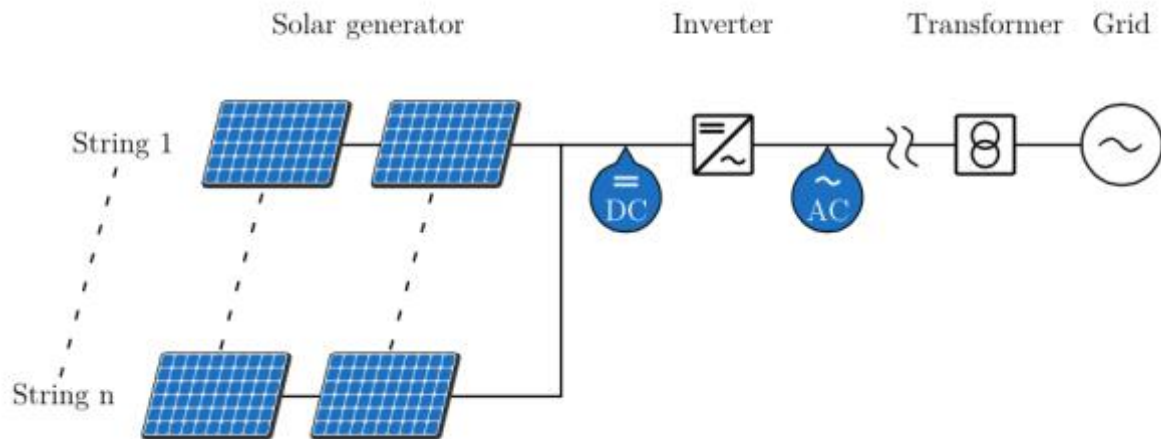 Solar generator
Inverter
Transformer
Grid
String 1
DC
AC
String n